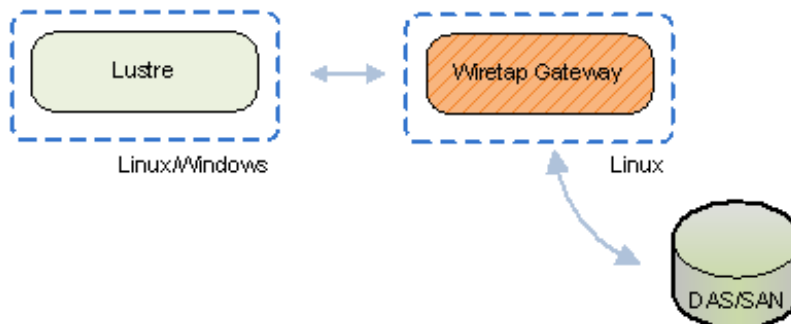 Lustre
Wiretap Gateway
Linux/Windows
Linux
DAS/SAN